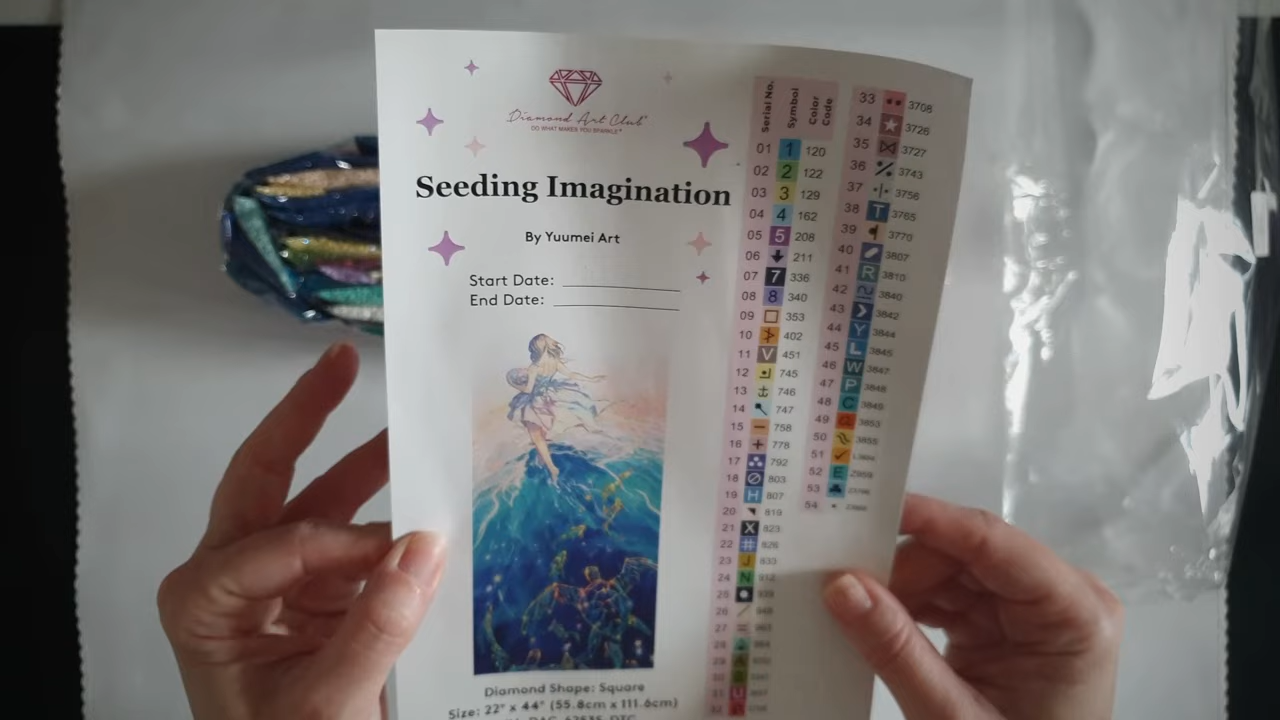 Diamond Art Club®
DO WHAT MAKES YOU SPARKLE®
Seeding Imagination
By Yuumei Art
Start Date:
End Date:
Diamond Shape: Square
Size: 22" x 44" (55.8cm x 111.6cm)
Serial No. Symbol Color Code
01 1 120
02 2 122
03 3 129
04 4 162
05 5 208
06 211
07 7 336
08 8 340
09 353
10 402
11 V 451
12 745
13 746
14 747
15 758
16 + 778
17 792
18 803
19 H 807
20 819
21 X 823
22 # 826
23 J 833
24 N 912
25 939
26
27
28
29
30
31 U
32
33 3708
34 3726
35 3727
36 3743
37 3756
38 T 3765
39 3770
40 3807
41 R 3810
42 3840
43 3842
44 Y 3844
45 L 3845
46 W 3847
47 P 3848
48 C 3849
49 3853
50 3855
51
52 E
53
54